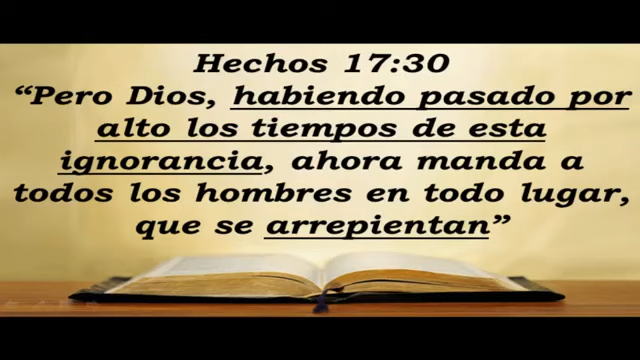 Hechos 17:30
“Pero Dios, habiendo pasado por
alto los tiempos de esta
ignorancia, ahora manda a
todos los hombres en todo lugar,
que se arrepientan”